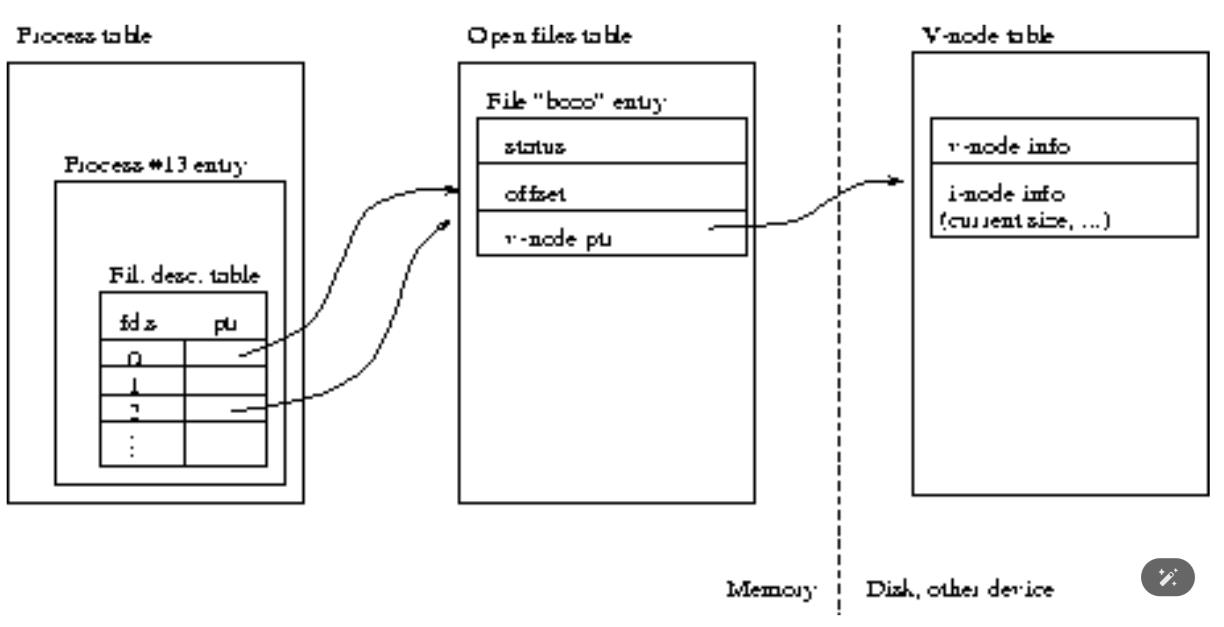 Process table
Open files table
V-node table
File "bozo" entry
status
offset
v-node ptr
v-node info
i-node info
(current size, ...)
Process #13 entry
Fil. desc. table
fd's ptr
0
1
2
⋮
Memory
Disk, other device